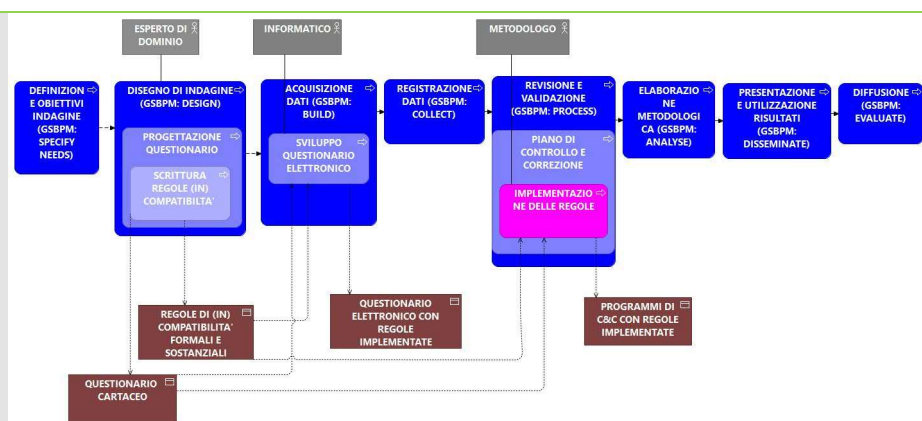 ESPERTO DI
DOMINIO
INFORMATICO
METODOLOGO
DEFINIZION
E OBIETTIVI
INDAGINE
(GSBPM:
SPECIFY
NEEDS)
DISEGNO DI INDAGINE
(GSBPM: DESIGN)
PROGETTAZIONE
QUESTIONARIO
SCRITTURA
REGOLE (IN)
COMPATIBILTA'
ACQUISIZIONE
DATI (GSBPM:
BUILD)
SVILUPPO
QUESTIONARIO
ELETTRONICO
REGISTRAZIONE
DATI (GSBPM:
COLLECT)
REVISIONE E
VALIDAZIONE
(GSBPM: PROCESS)
PIANO DI
CONTROLLO E
CORREZIONE
IMPLEMENTAZIO
NE DELLE REGOLE
ELABORAZIO
NE
METODOLOGI
CA (GSBPM:
ANALYSE)
PRESENTAZIONE
E UTILIZZAZIONE
RISULTATI
(GSBPM:
DISSEMINATE)
DIFFUSIONE
(GSBPM:
EVALUATE)
REGOLE DI (IN)
COMPATIBILITA'
FORMALI E
SOSTANZIALI
QUESTIONARIO
ELETTRONICO CON
REGOLE
IMPLEMENTATE
PROGRAMMI DI
C&C CON REGOLE
IMPLEMENTATE
QUESTIONARIO
CARTACEO